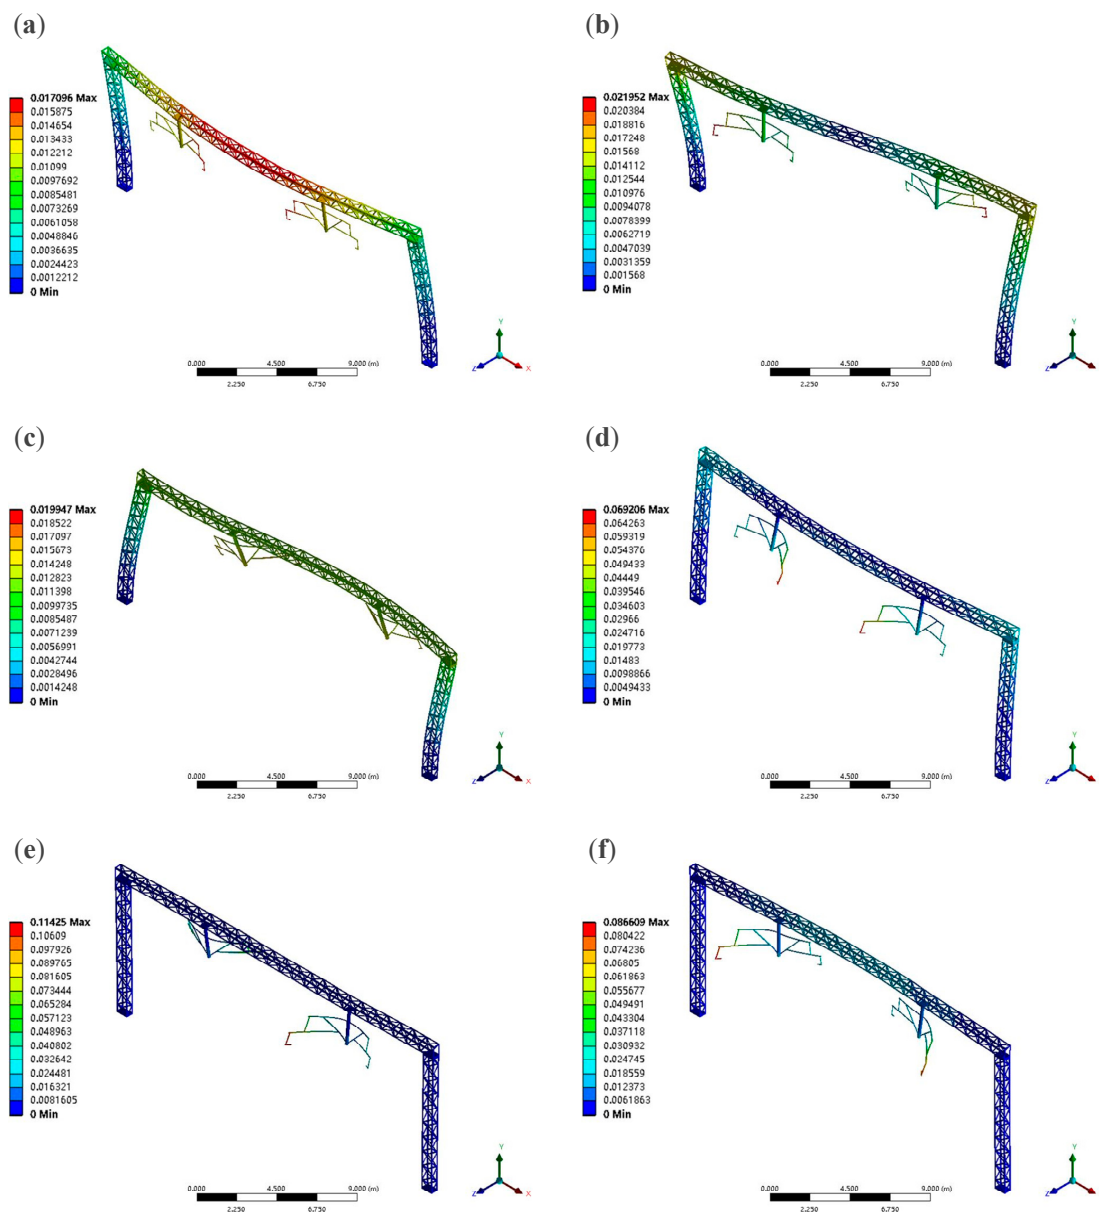 (a)
0.017096 Max
0.015875
0.014654
0.013433
0.012212
0.01099
0.0097692
0.0085481
0.0073269
0.0061058
0.0048846
0.0036635
0.0024423
0.0012212
0 Min
0.000 4.500 9.000 (m)
2.250 6.750
Y
Z
X
(b)
0.021952 Max
0.020384
0.018816
0.017248
0.01568
0.014112
0.012544
0.010976
0.0094078
0.0078399
0.0062719
0.0047039
0.0031359
0.001568
0 Min
0.000 4.500 9.000 (m)
2.250 6.750
Y
Z
(c)
0.019947 Max
0.018522
0.017097
0.015673
0.014248
0.012823
0.011398
0.0099735
0.0085487
0.0071239
0.0056991
0.0042744
0.0028496
0.0014248
0 Min
0.000 4.500 9.000 (m)
2.250 6.750
Y
Z
X
(d)
0.069206 Max
0.064263
0.059319
0.054376
0.049433
0.04449
0.039546
0.034603
0.02966
0.024716
0.019773
0.01483
0.0098866
0.0049433
0 Min
0.000 4.500 9.000 (m)
2.250 6.750
Y
Z
(e)
0.11425 Max
0.10609
0.097926
0.089765
0.081605
0.073444
0.065284
0.057123
0.048963
0.040802
0.032642
0.024481
0.016321
0.0081605
0 Min
0.000 4.500 9.000 (m)
2.250 6.750
Y
Z
X
(f)
0.086609 Max
0.080422
0.074236
0.06805
0.061863
0.055677
0.049491
0.043304
0.037118
0.030932
0.024745
0.018559
0.012373
0.0061863
0 Min
0.000 4.500 9.000 (m)
2.250 6.750
Y
Z